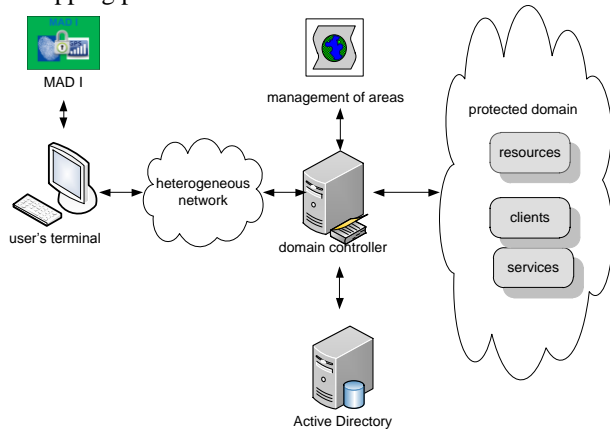 MAD I
MAD I
management of areas
protected domain
resources
heterogeneous
network
clients
user's terminal
domain controller
services
Active Directory